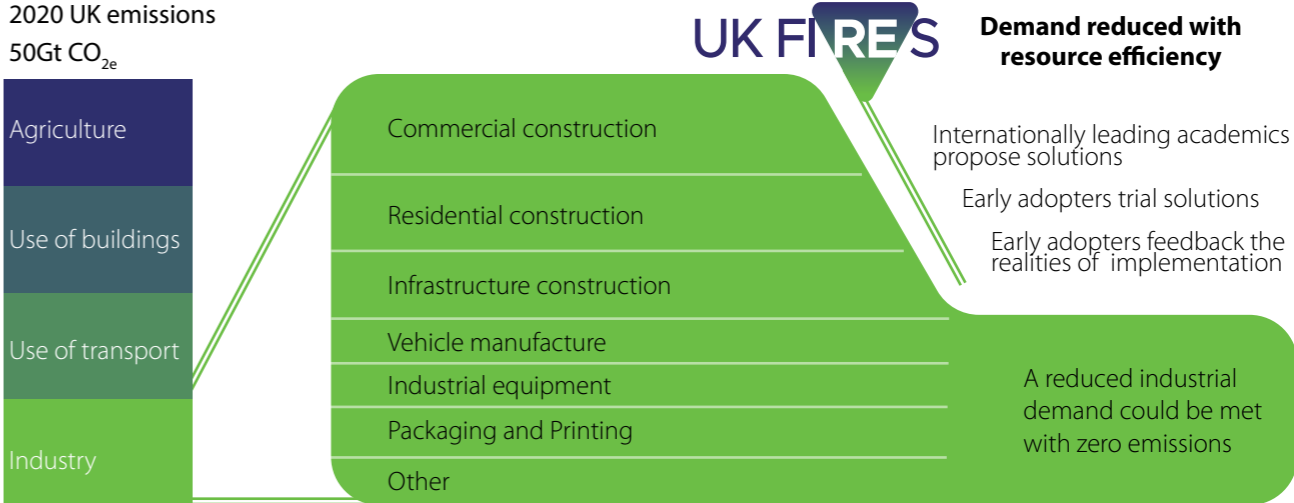 2020 UK emissions
50Gt CO2e
Agriculture
Use of buildings
Use of transport
Industry
Commercial construction
Residential construction
Infrastructure construction
Vehicle manufacture
Industrial equipment
Packaging and Printing
Other
UK FIRES
Demand reduced with
resource efficiency
Internationally leading academics
propose solutions
Early adopters trial solutions
Early adopters feedback the
realities of implementation
A reduced industrial
demand could be met
with zero emissions